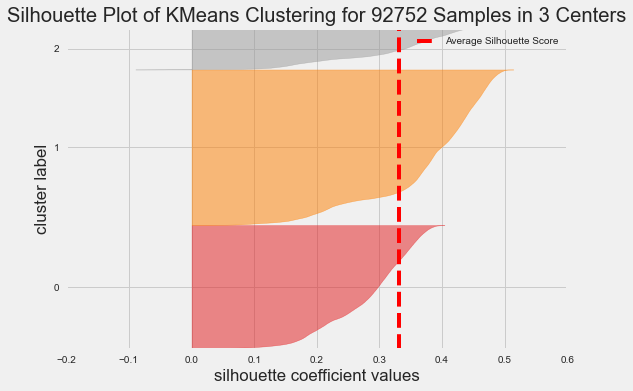 Silhouette Plot of KMeans Clustering for 92752 Samples in 3 Centers
Average Silhouette Score
2
1
0
cluster label
−0.2 −0.1 0.0 0.1 0.2 0.3 0.4 0.5 0.6
silhouette coefficient values